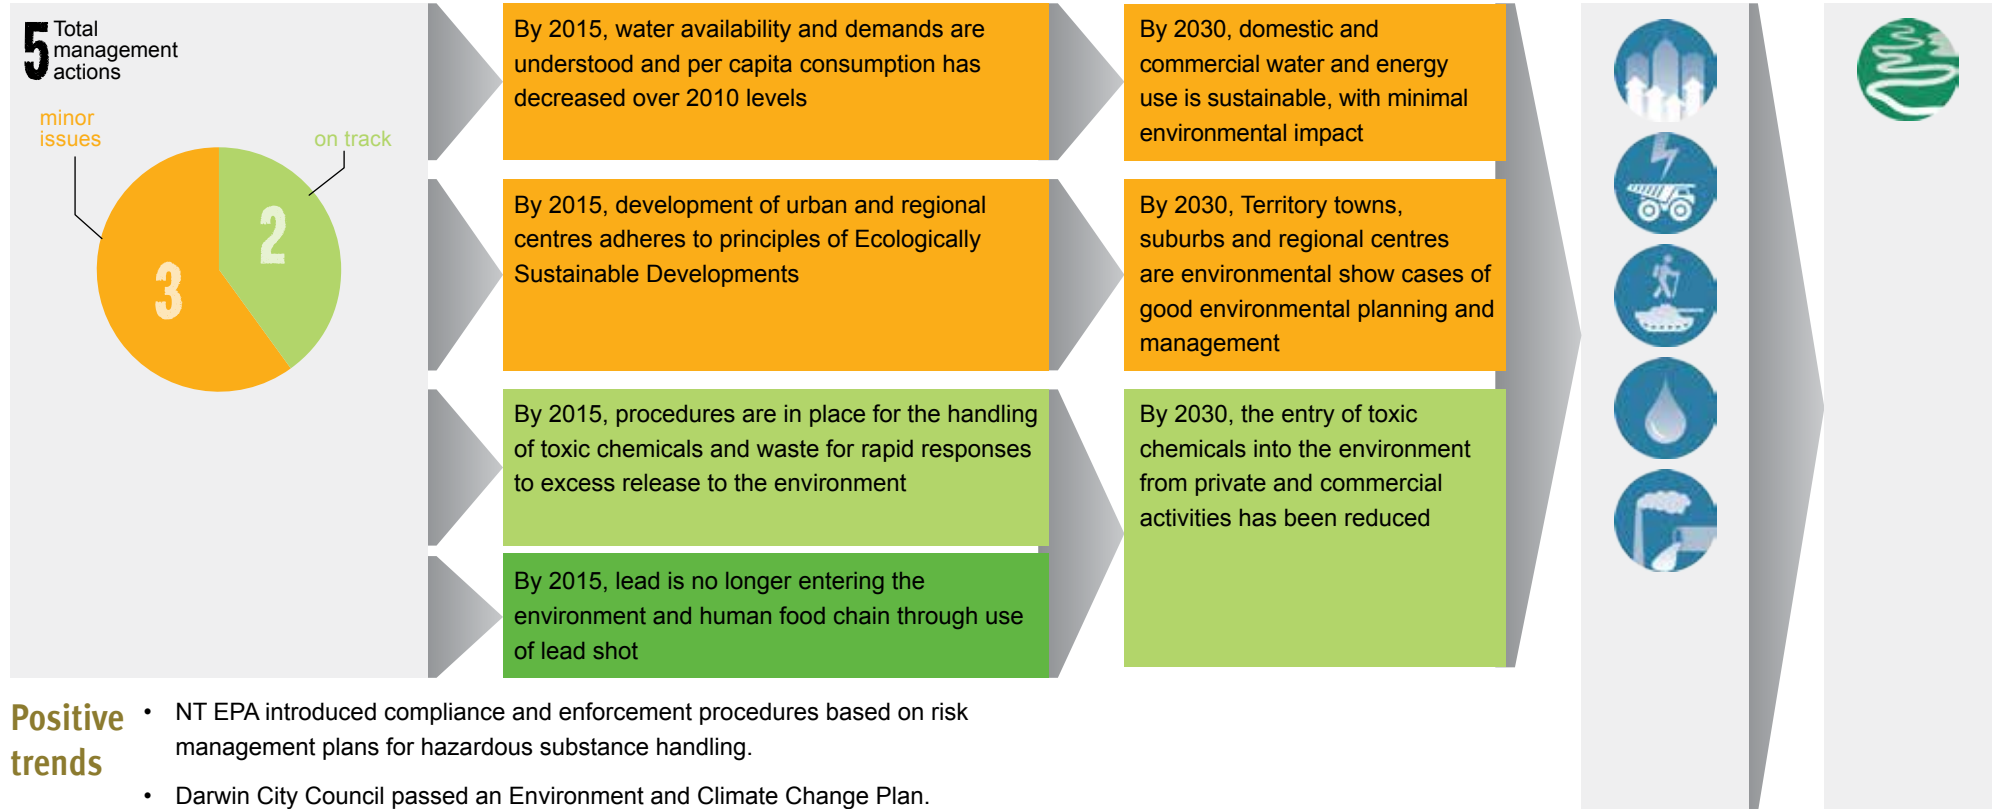 5 Total
management
actions
minor
issues
on track
3
2
By 2015, water availability and demands are
understood and per capita consumption has
decreased over 2010 levels
By 2030, domestic and
commercial water and energy
use is sustainable, with minimal
environmental impact
By 2015, development of urban and regional
centres adheres to principles of Ecologically
Sustainable Developments
By 2030, Territory towns,
suburbs and regional centres
are environmental show cases of
good environmental planning and
management
By 2015, procedures are in place for the handling
of toxic chemicals and waste for rapid responses
to excess release to the environment
By 2015, lead is no longer entering the
environment and human food chain through use
of lead shot
By 2030, the entry of toxic
chemicals into the environment
from private and commercial
activities has been reduced
Positive
trends
• NT EPA introduced compliance and enforcement procedures based on risk
management plans for hazardous substance handling.
• Darwin City Council passed an Environment and Climate Change Plan.